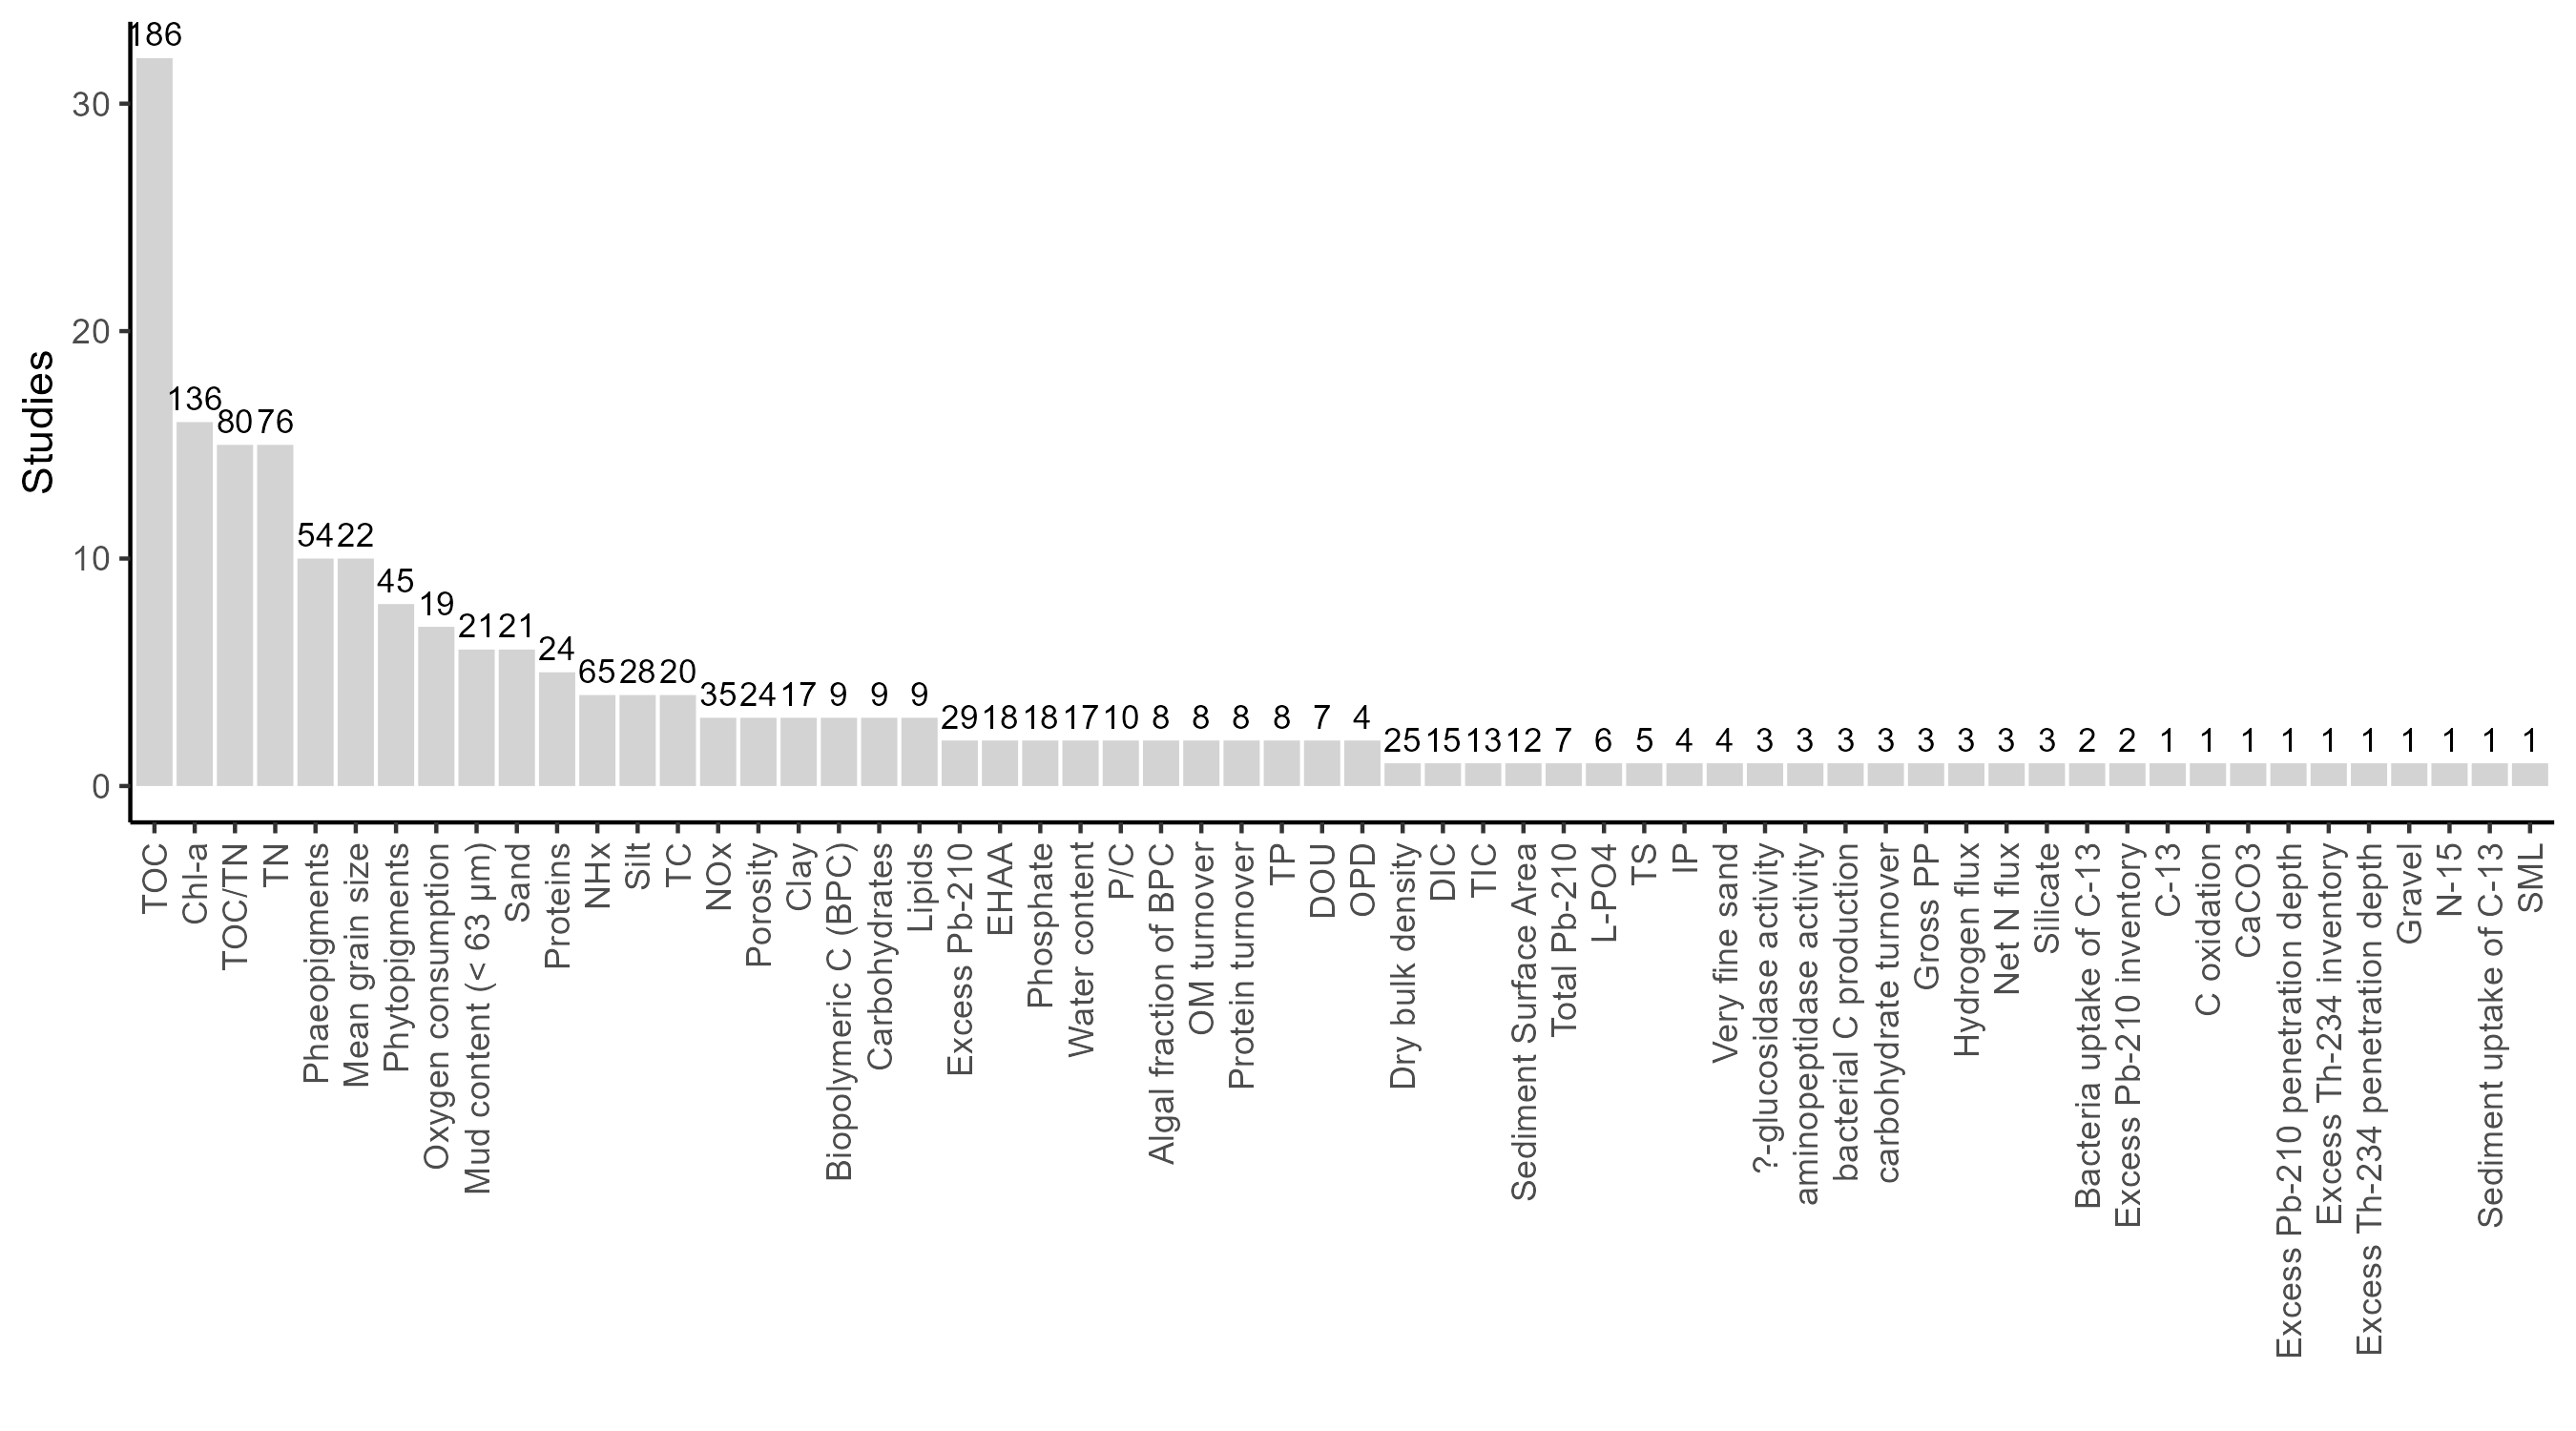 Studies
30
20
10
0
186
136
80
76
54
22
45
19
21
21
24
65
28
20
35
24
17
9
9
9
29
18
18
17
10
8
8
8
8
7
4
25
15
13
12
7
6
5
4
4
3
3
3
3
3
3
3
3
2
2
1
1
1
1
1
1
1
1
1
1
TOC
Chl-a
TOC/TN
TN
Phaeopigments
Mean grain size
Phytopigments
Oxygen consumption
Mud content (< 63 µm)
Sand
Proteins
NHx
Silt
TC
NOx
Porosity
Clay
Biopolymeric C (BPC)
Carbohydrates
Lipids
Excess Pb-210
EHAA
Phosphate
Water content
P/C
Algal fraction of BPC
OM turnover
Protein turnover
TP
DOU
OPD
Dry bulk density
DIC
TIC
Sediment Surface Area
Total Pb-210
L-PO4
TS
IP
Very fine sand
?-glucosidase activity
aminopeptidase activity
bacterial C production
carbohydrate turnover
Gross PP
Hydrogen flux
Net N flux
Silicate
Bacteria uptake of C-13
Excess Pb-210 inventory
C-13
C oxidation
CaCO3
Excess Pb-210 penetration depth
Excess Th-234 inventory
Excess Th-234 penetration depth
Gravel
N-15
Sediment uptake of C-13
SML